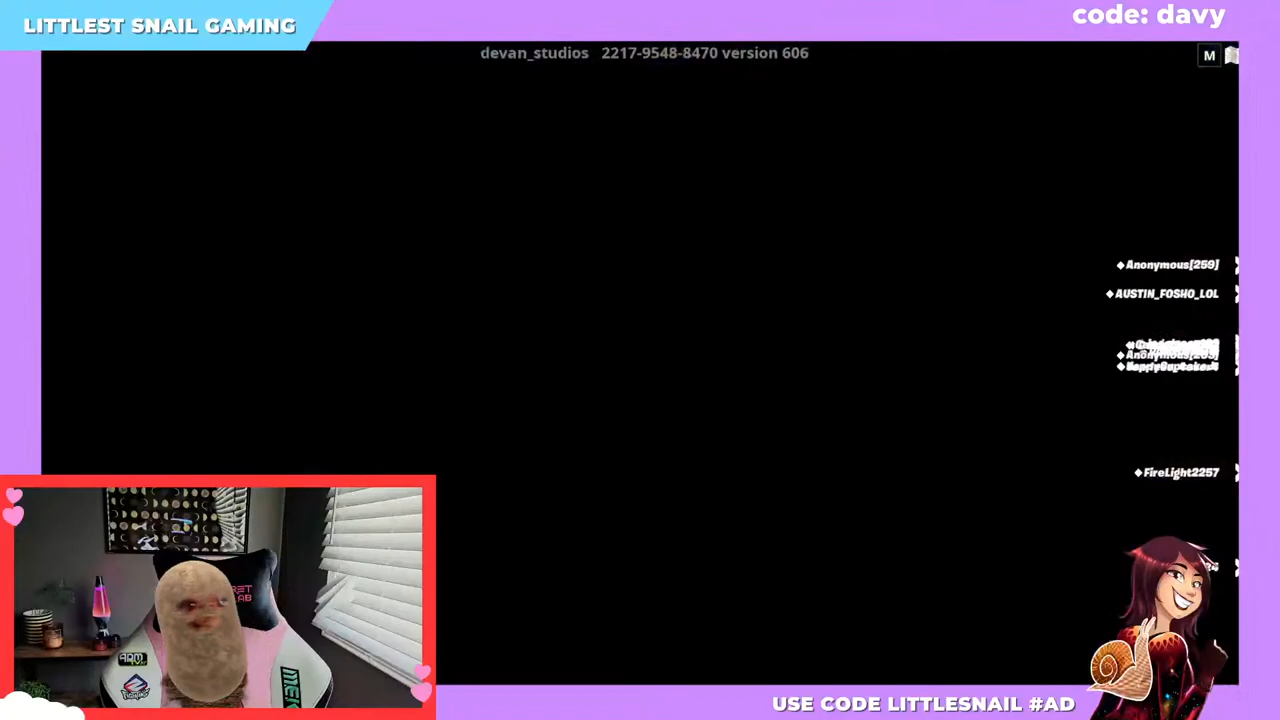 LITTLEST SNAIL GAMING
code: davy
devan_studios 2217-9548-8470 version 606
M
Anonymous[259]
AUSTIN_FOSHO_LOL
FireLight2257
USE CODE LITTLESNAIL #AD